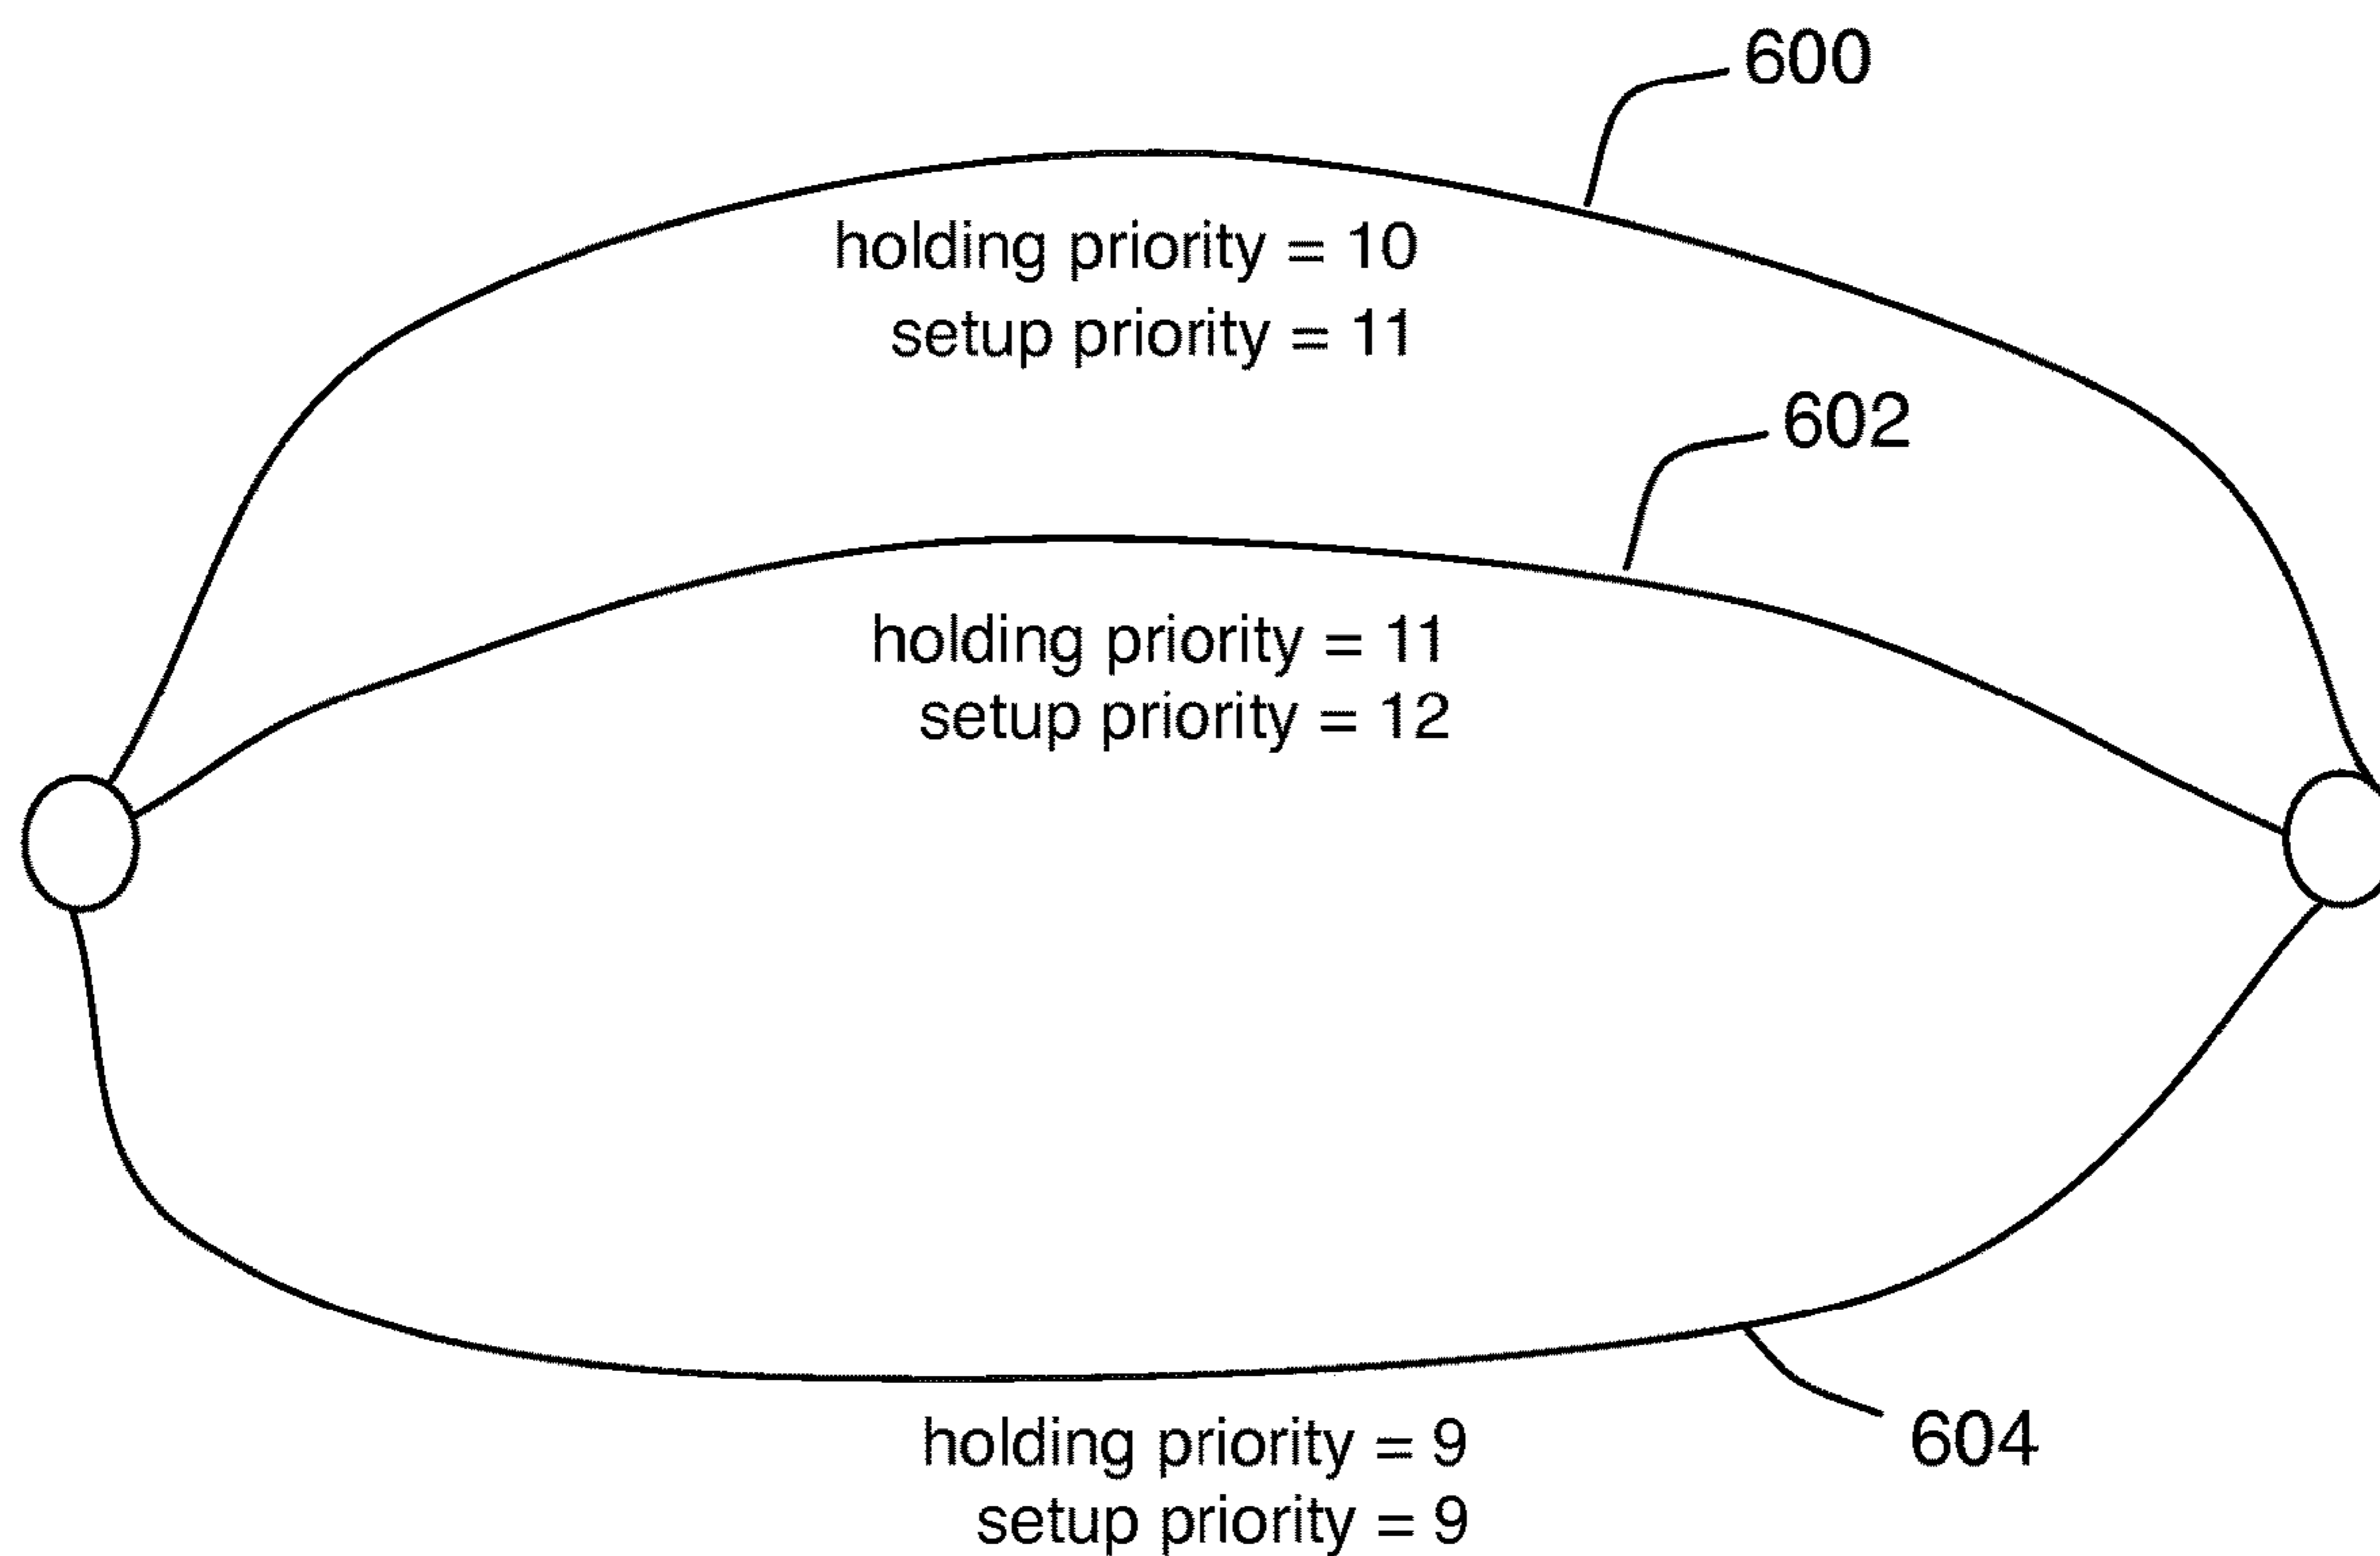 600
holding priority = 10
setup priority = 11
602
holding priority = 11
setup priority = 12
holding priority = 9
604
setup priority = 9